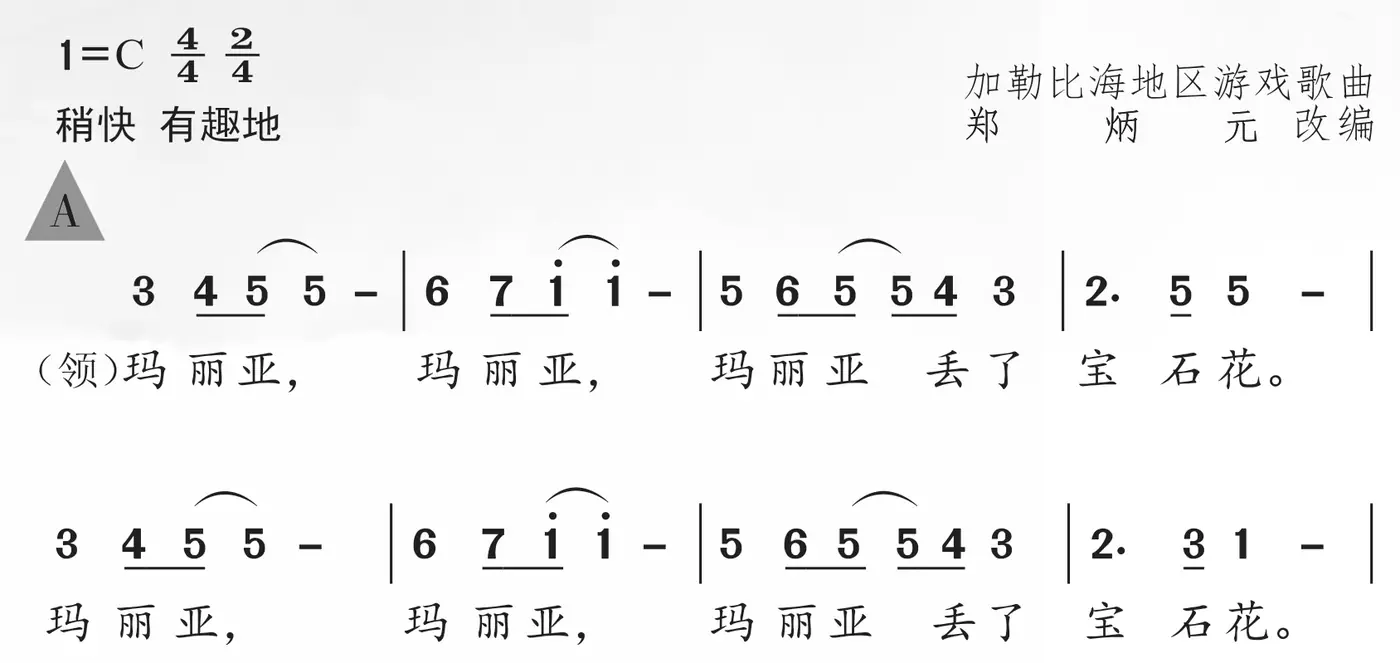 1=C 4/4 2/4
加勒比海地区游戏歌曲
稍快 有趣地
郑炳元 改编
A
3 4 5 5 – | 6 7 i i – | 5 6 5 5 4 3 | 2. 5 5 – |
（领）玛丽亚， 玛丽亚， 玛丽亚 丢了 宝 石花。
3 4 5 5 – | 6 7 i i – | 5 6 5 5 4 3 | 2. 3 1 – |
玛丽亚， 玛丽亚， 玛丽亚 丢了 宝 石花。